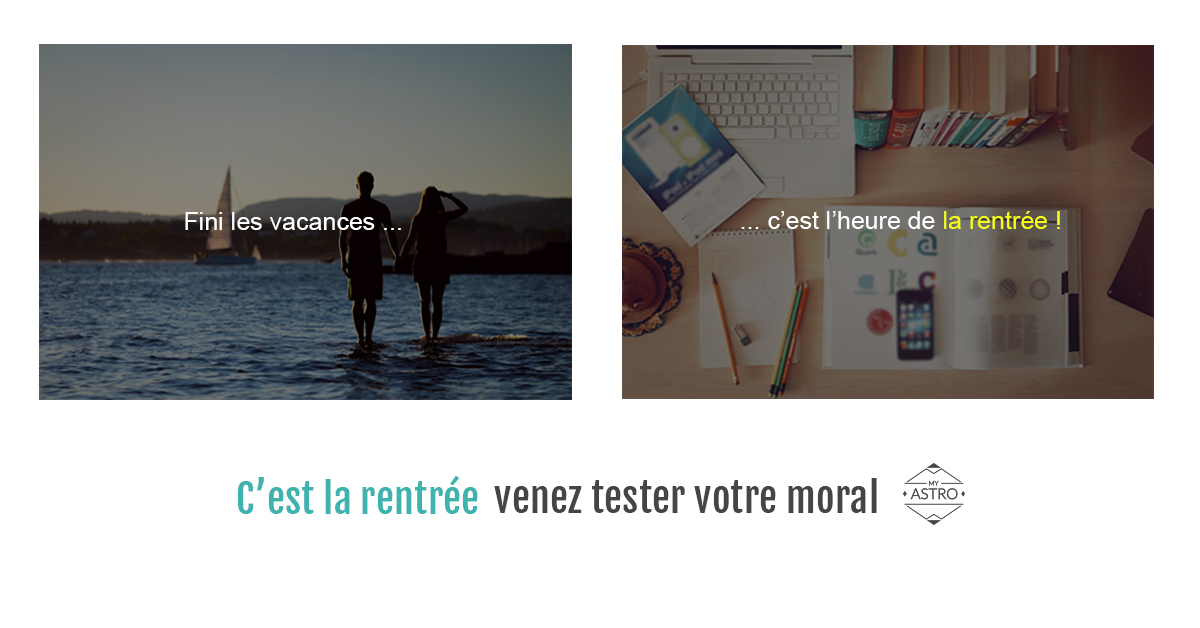 Fini les vacances ...
... c’est l’heure de la rentrée !
C’est la rentrée venez tester votre moral
MY
ASTRO